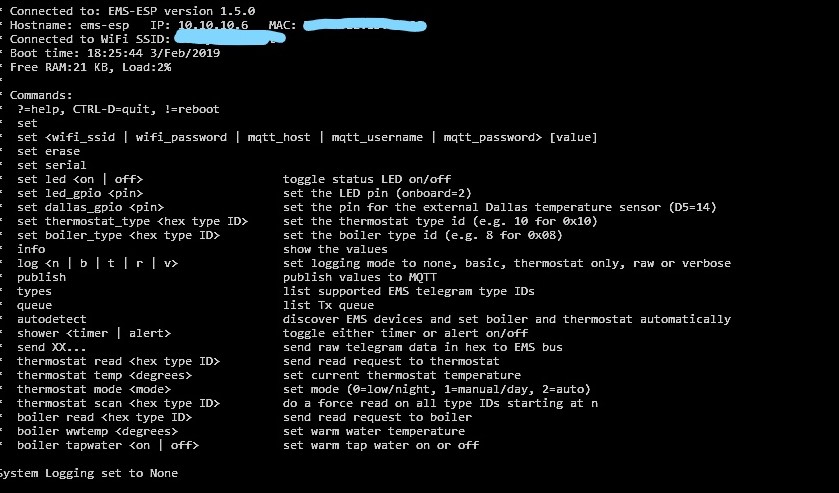 * Connected to: EMS-ESP version 1.5.0
* Hostname: ems-esp   IP: 10.10.10.6   MAC:
* Connected to WiFi SSID:
* Boot time: 18:25:44 3/Feb/2019
* Free RAM:21 KB, Load:2%
*
* Commands:
*  ?=help, CTRL-D=quit, !=reboot
*  set
*  set <wifi_ssid | wifi_password | mqtt_host | mqtt_username | mqtt_password> [value]
*  set erase
*  set serial
*  set led <on | off>                    toggle status LED on/off
*  set led_gpio <pin>                    set the LED pin (onboard=2)
*  set dallas_gpio <pin>                 set the pin for the external Dallas temperature sensor (D5=14)
*  set thermostat_type <hex type ID>     set the thermostat type id (e.g. 10 for 0x10)
*  set boiler_type <hex type ID>         set the boiler type id (e.g. 8 for 0x08)
*  info                                  show the values
*  log <n | b | t | r | v>               set logging mode to none, basic, thermostat only, raw or verbose
*  publish                               publish values to MQTT
*  types                                 list supported EMS telegram type IDs
*  queue                                 list Tx queue
*  autodetect                            discover EMS devices and set boiler and thermostat automatically
*  shower <timer | alert>                toggle either timer or alert on/off
*  send XX...                            send raw telegram data in hex to EMS bus
*  thermostat read <hex type ID>         send read request to thermostat
*  thermostat temp <degrees>             set current thermostat temperature
*  thermostat mode <mode>                set mode (0=low/night, 1=manual/day, 2=auto)
*  thermostat scan <hex type ID>         do a force read on all type IDs starting at n
*  boiler read <hex type ID>             send read request to boiler
*  boiler wwtemp <degrees>               set warm water temperature
*  boiler tapwater <on | off>            set warm tap water on or off
System Logging set to None